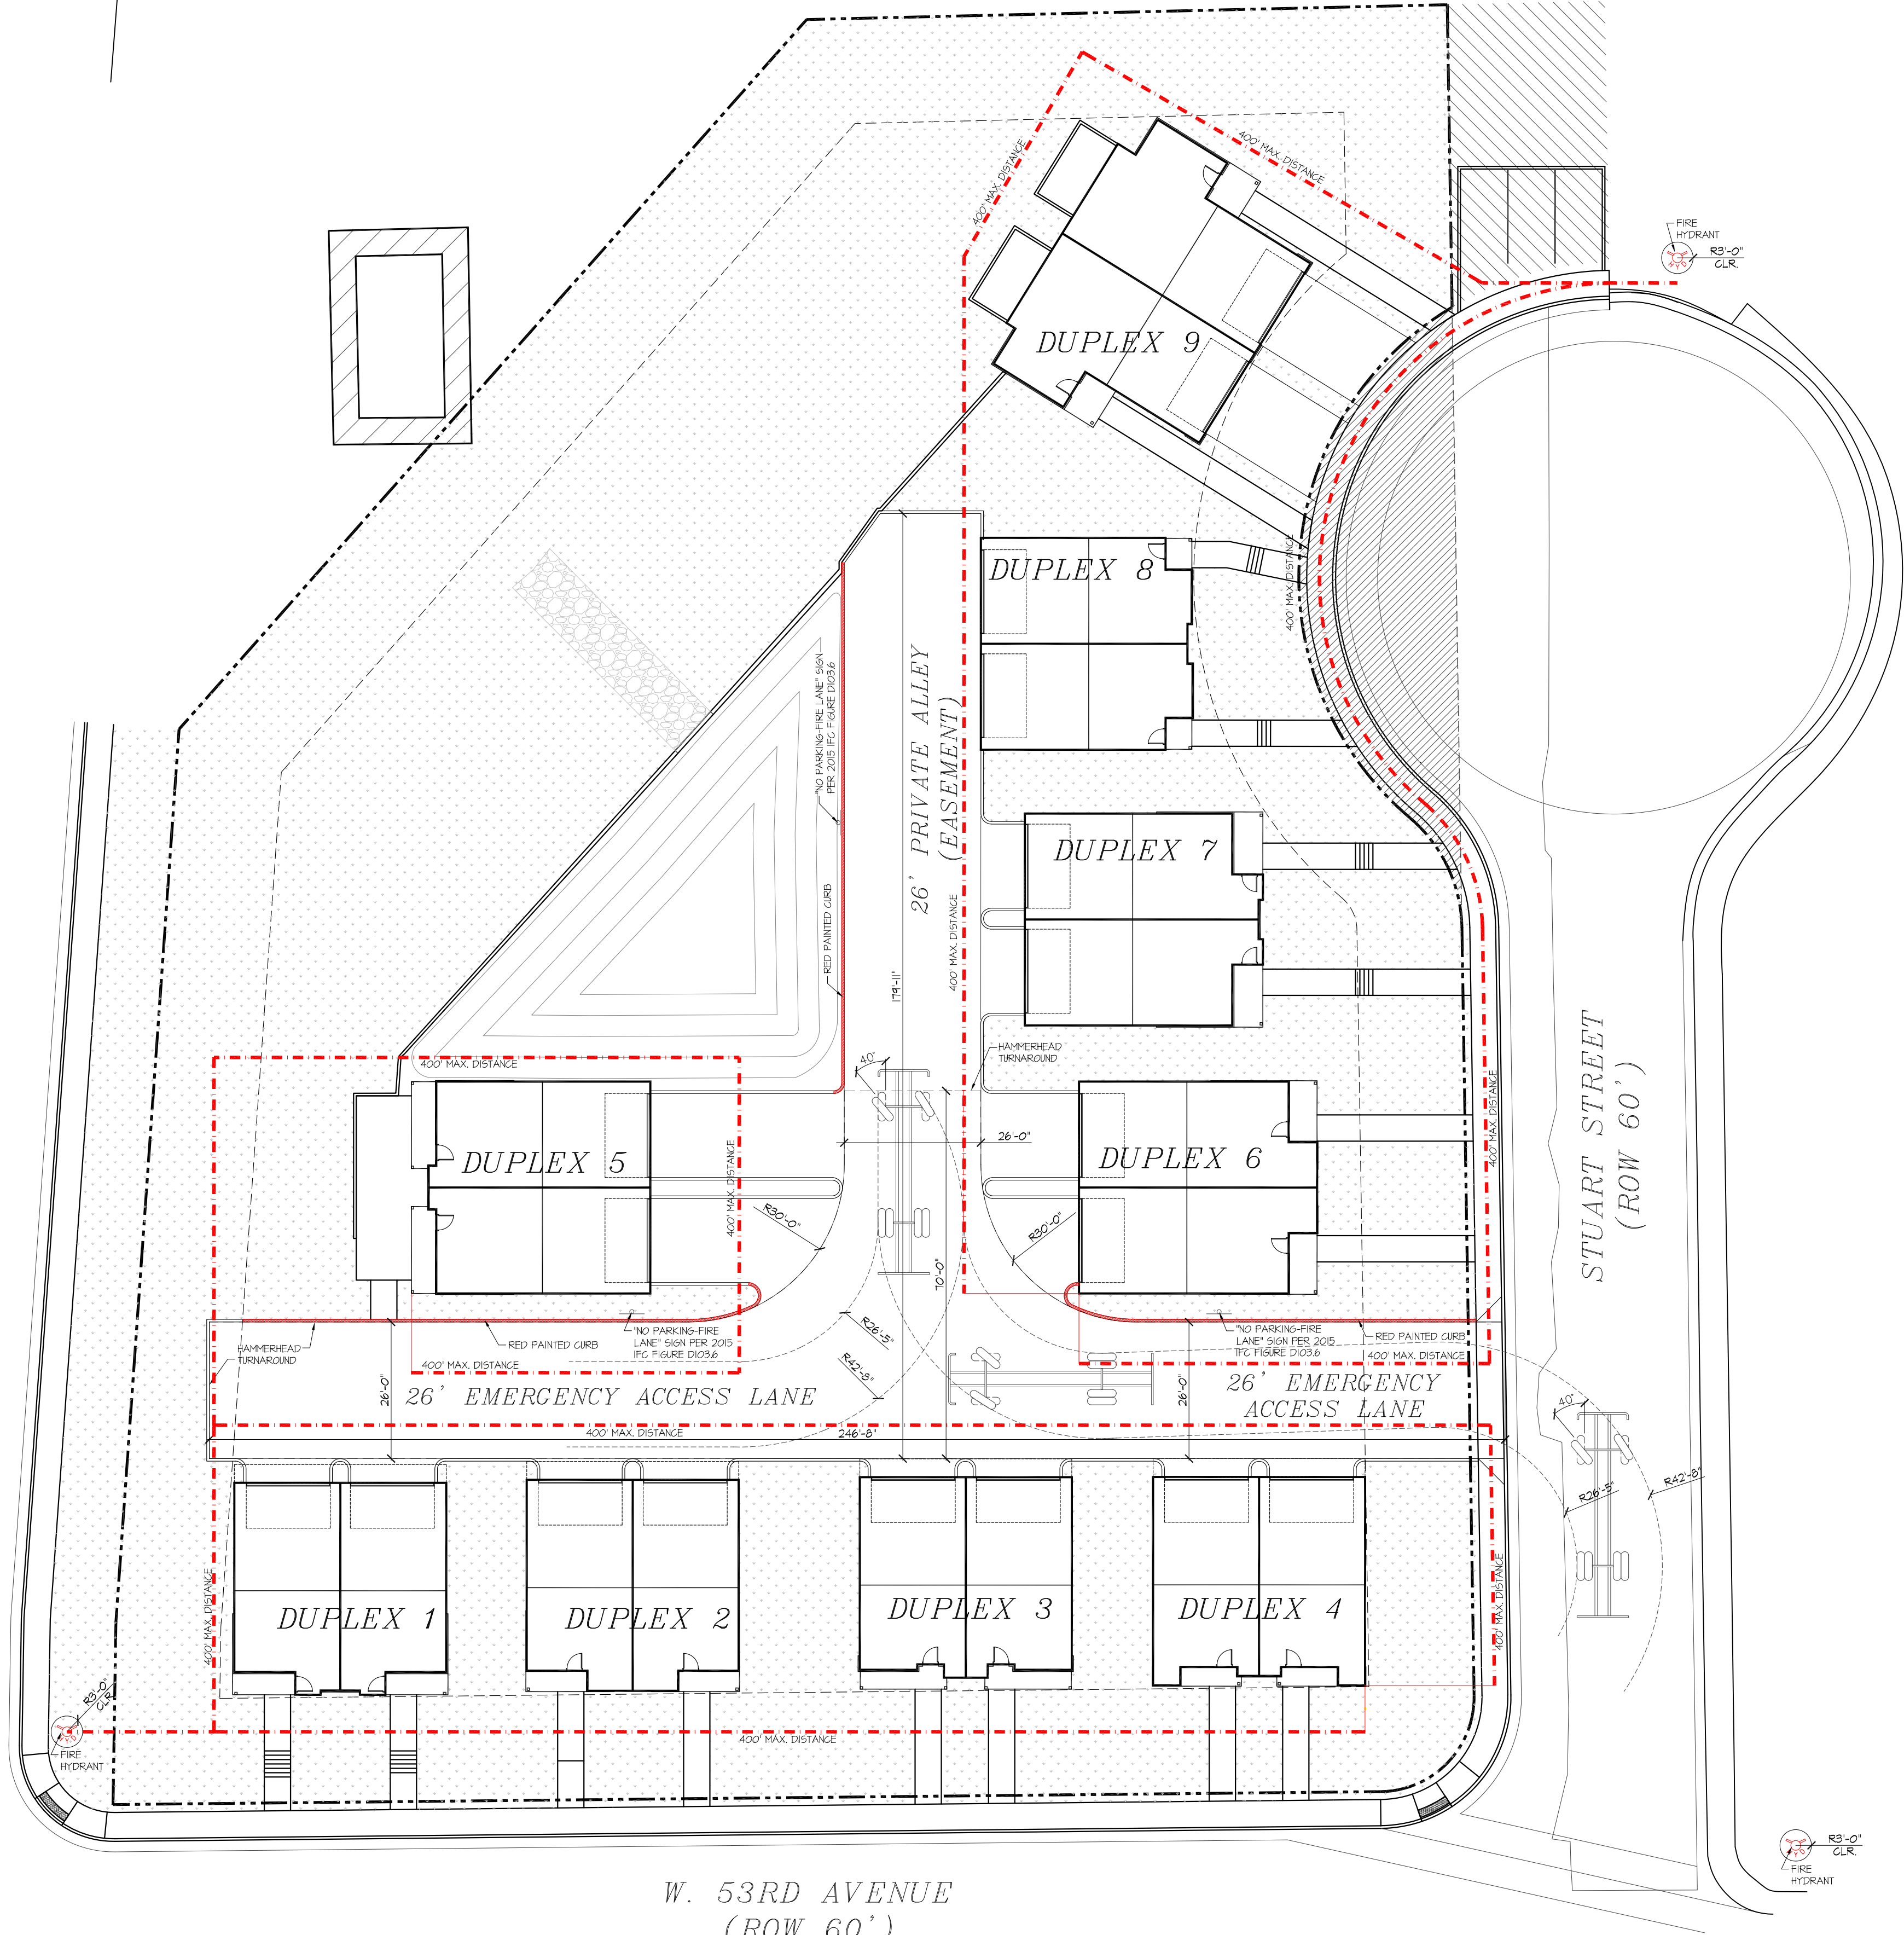 400' MAX. DISTANCE
400' MAX. DISTANCE
FIRE
HYDRANT
R3'-0"
CLR.
DUPLEX 9
DUPLEX 8
400' MAX. DISTANCE
"NO PARKING-FIRE LANE" SIGN
PER 2015 IFC FIGURE D103.6
26' PRIVATE ALLEY
(EASEMENT)
DUPLEX 7
RED PAINTED CURB
400' MAX. DISTANCE
179'-11"
STUART STREET
(ROW 60')
HAMMERHEAD
TURNAROUND
40°
400' MAX. DISTANCE
400' MAX. DISTANCE
26'-0"
DUPLEX 5
DUPLEX 6
400' MAX. DISTANCE
R30'-0"
R30'-0"
70'-0"
"NO PARKING-FIRE
LANE" SIGN PER 2015
IFC FIGURE D103.6
RED PAINTED CURB
HAMMERHEAD
TURNAROUND
R26'-5"
"NO PARKING-FIRE
LANE" SIGN PER 2015
IFC FIGURE D103.6
RED PAINTED CURB
400' MAX. DISTANCE
400' MAX. DISTANCE
R42'-8"
26'-0"
26' EMERGENCY ACCESS LANE
26'-0"
26' EMERGENCY
ACCESS LANE
40°
400' MAX. DISTANCE
246'-8"
R26'-5"
R42'-8"
400' MAX. DISTANCE
400' MAX. DISTANCE
DUPLEX 1
DUPLEX 2
DUPLEX 3
DUPLEX 4
R3'-0"
CLR.
FIRE
HYDRANT
400' MAX. DISTANCE
R3'-0"
CLR.
FIRE
HYDRANT
W. 53RD AVENUE
(ROW 60')